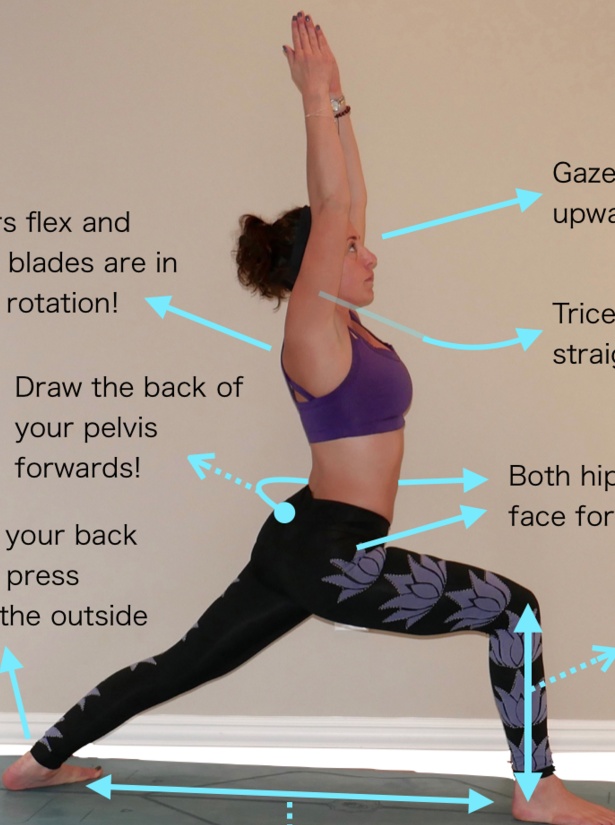 rs flex and
blades are in
rotation!
Draw the back of
your pelvis
forwards!
your back
press
the outside
Gaze
upwa
Trice
straig
Both hip
face for